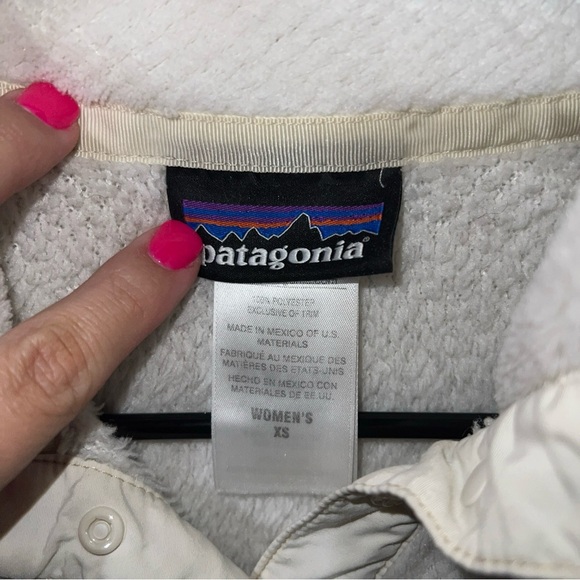 patagonia®
100% POLYESTER
EXCLUSIVE OF TRIM
MADE IN MEXICO OF U.S.
MATERIALS
FABRIQUÉ AU MEXIQUE DES
MATIÈRES DES ETATS-UNIS
HECHO EN MEXICO CON
MATERIALES DE EE.UU.
WOMEN'S
XS